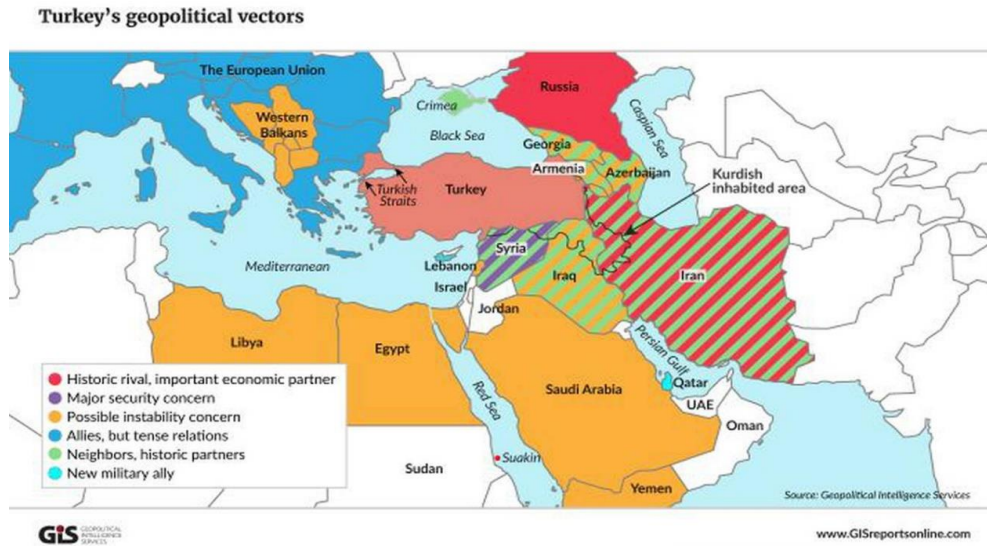 Turkey's geopolitical vectors
The European Union
Russia
Crimea
Western
Balkans
Black Sea
Caspian Sea
Georgia
Armenia
Azerbaijan
Kurdish
inhabited area
Turkish
Straits
Turkey
Mediterranean
Lebanon
Syria
Israel
Iraq
Iran
Jordan
Libya
Egypt
Persian Gulf
Historic rival, important economic partner
Major security concern
Possible instability concern
Allies, but tense relations
Neighbors, historic partners
New military ally
Red Sea
Saudi Arabia
Qatar
UAE
Oman
Sudan
Suakin
Yemen
Source: Geopolitical Intelligence Services
GIS
GEOPOLITICAL
INTELLIGENCE
SERVICES
www.GISreportsonline.com